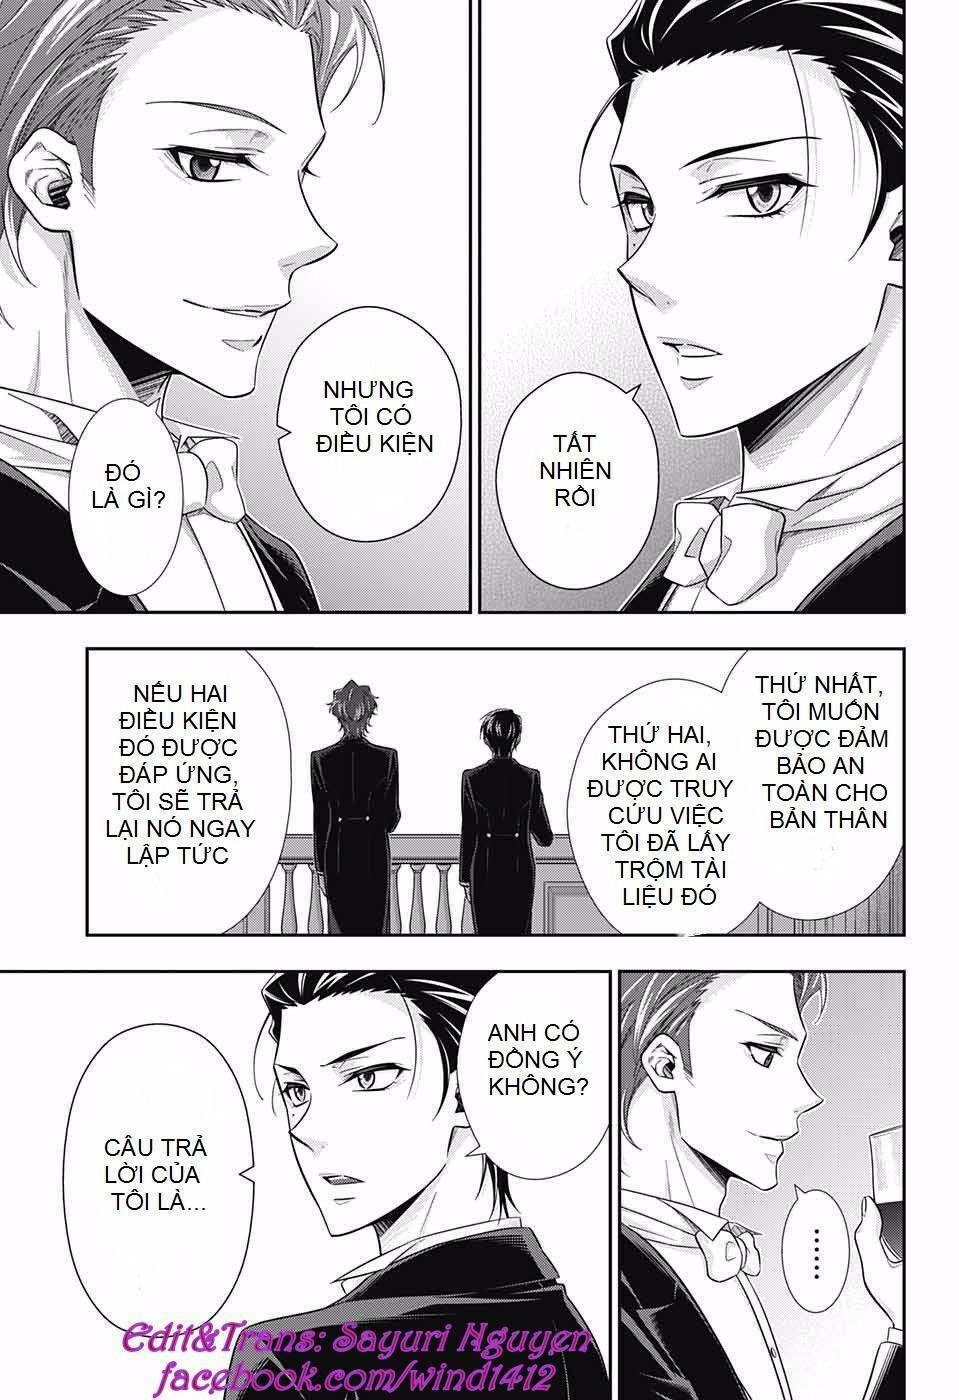 TẤT
NHIÊN
RỒI
NHƯNG
TÔI CÓ
ĐIỀU KIỆN
ĐÓ
LÀ GÌ?
THỨ NHẤT,
TÔI MUỐN
ĐƯỢC ĐẢM
BẢO AN
TOÀN CHO
BẢN THÂN
THỨ HAI,
KHÔNG AI
ĐƯỢC TRUY
CỨU VIỆC
TÔI ĐÃ LẤY
TRỘM TÀI
LIỆU ĐÓ
NẾU HAI
ĐIỀU KIỆN
ĐÓ ĐƯỢC
ĐÁP ỨNG,
TÔI SẼ TRẢ
LẠI NÓ NGAY
LẬP TỨC
......
ANH CÓ
ĐỒNG Ý
KHÔNG?
CÂU TRẢ
LỜI CỦA
TÔI LÀ...
Edit&Trans: Sayuri Nguyen
facebook.com/wind1412